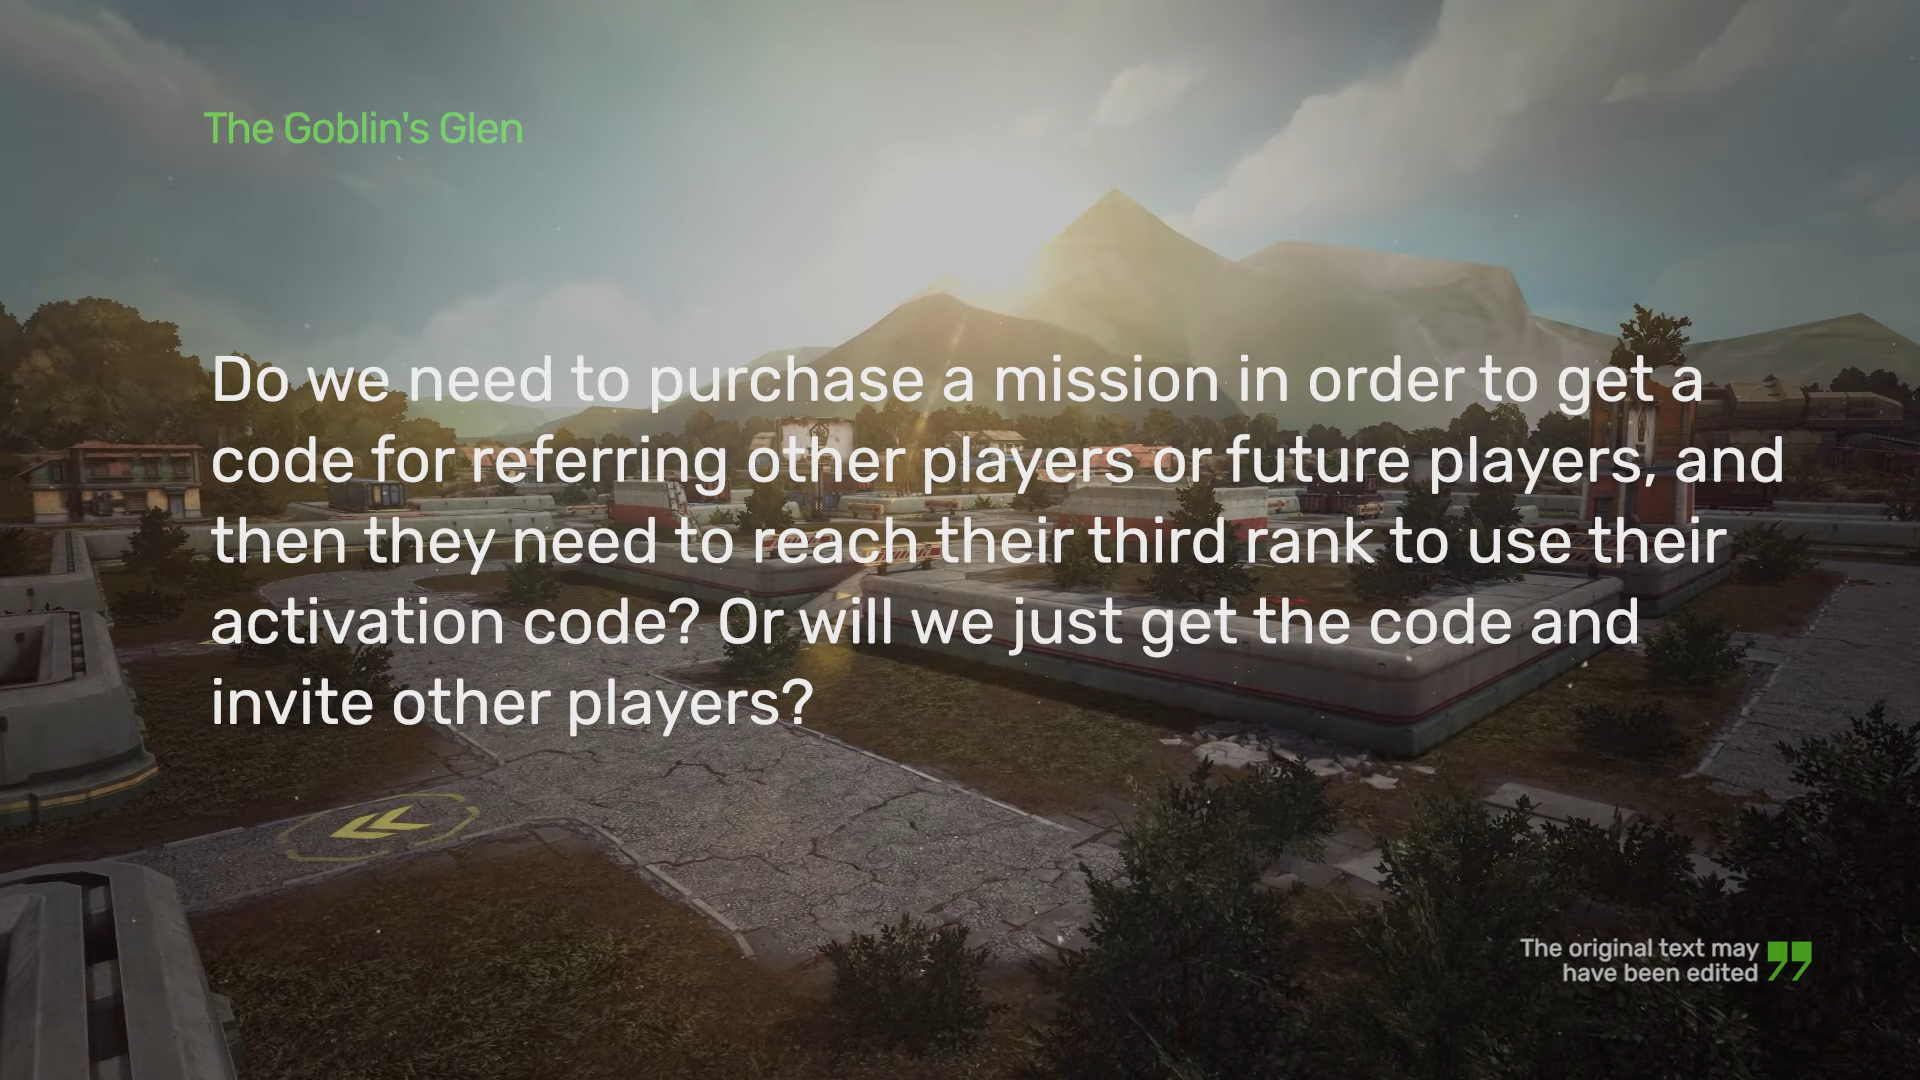 The Goblin's Glen
Do we need to purchase a mission in order to get a
code for referring other players or future players, and
then they need to reach their third rank to use their
activation code? Or will we just get the code and
invite other players?
The original text may
have been edited